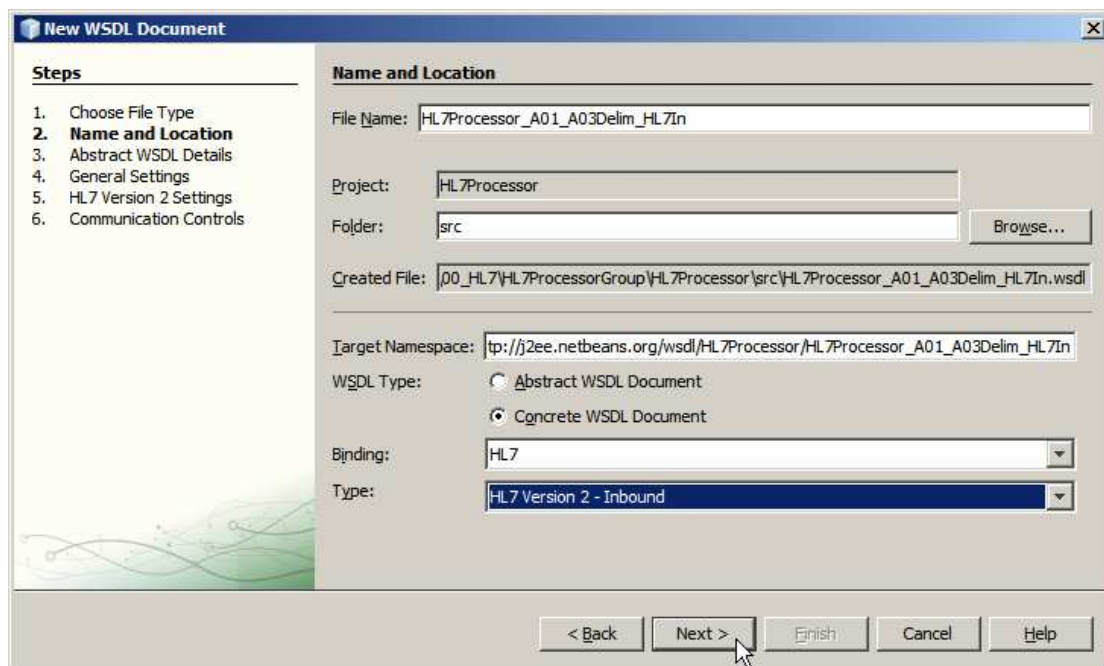 New WSDL Document
Steps
1. Choose File Type
2. Name and Location
3. Abstract WSDL Details
4. General Settings
5. HL7 Version 2 Settings
6. Communication Controls
Name and Location
File Name: HL7Processor_A01_A03Delim_HL7In
Project: HL7Processor
Folder: src Browse...
Created File: ,00_HL7\HL7ProcessorGroup\HL7Processor\src\HL7Processor_A01_A03Delim_HL7In.wsdl
Target Namespace: tp://j2ee.netbeans.org/wsdl/HL7Processor/HL7Processor_A01_A03Delim_HL7In
WSDL Type: Abstract WSDL Document
Concrete WSDL Document
Binding: HL7
Type: HL7 Version 2 - Inbound
< Back Next > Finish Cancel Help